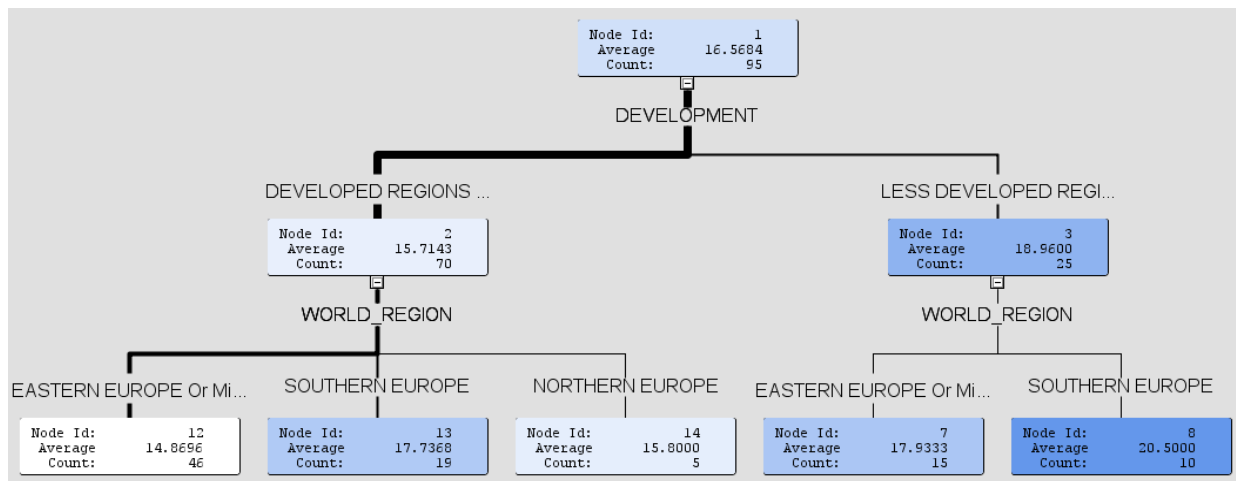 Node Id: 1
Average 16.5684
Count: 95
DEVELOPMENT
DEVELOPED REGIONS ...
LESS DEVELOPED REGI...
Node Id: 2
Average 15.7143
Count: 70
Node Id: 3
Average 18.9600
Count: 25
WORLD_REGION
WORLD_REGION
EASTERN EUROPE Or Mi...
SOUTHERN EUROPE
NORTHERN EUROPE
EASTERN EUROPE Or Mi...
SOUTHERN EUROPE
Node Id: 12
Average 14.8696
Count: 46
Node Id: 13
Average 17.7368
Count: 19
Node Id: 14
Average 15.8000
Count: 5
Node Id: 7
Average 17.9333
Count: 15
Node Id: 8
Average 20.5000
Count: 10